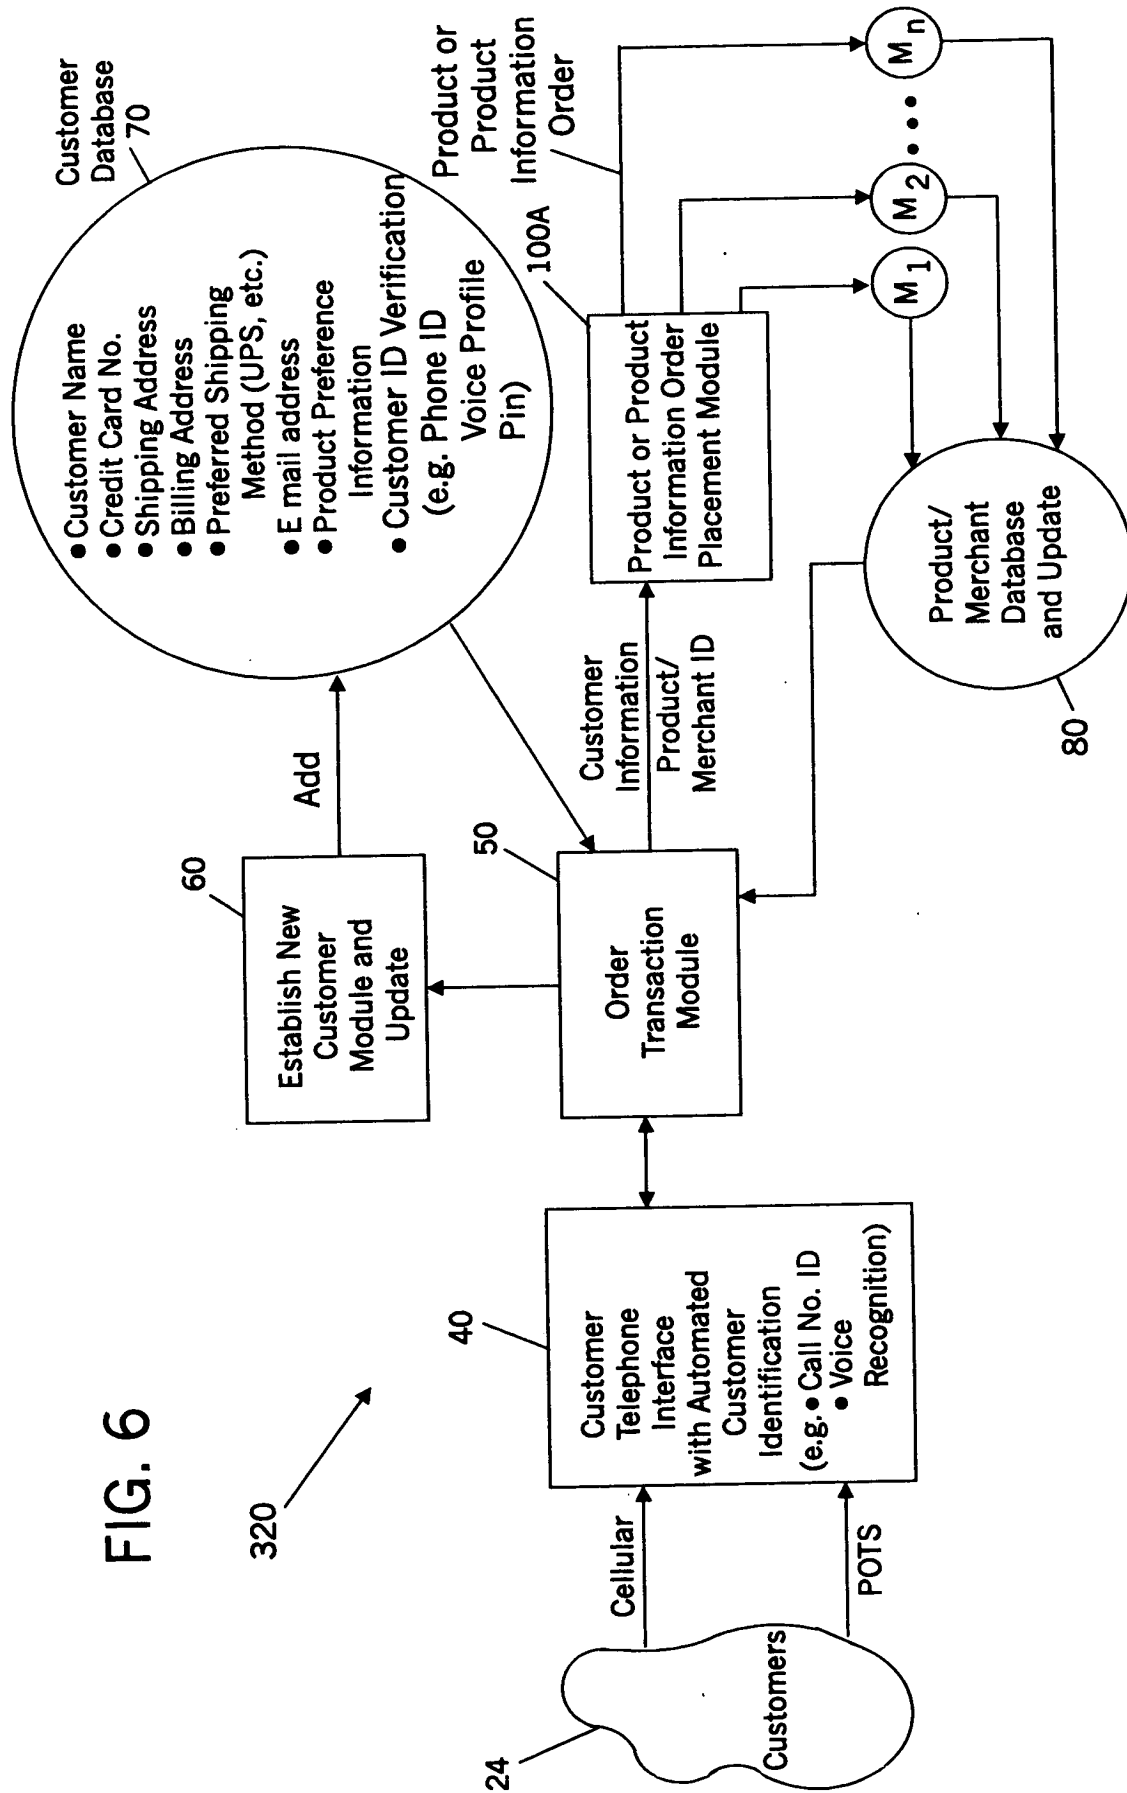 FIG. 6
320
24
Customers
Cellular
POTS
40
Customer
Telephone
Interface
with Automated
Customer
Identification
(e.g. • Call No. ID
• Voice
Recognition)
60
Establish New
Customer
Module and
Update
Add
50
Order
Transaction
Module
Customer
Database
70
• Customer Name
• Credit Card No.
• Shipping Address
• Billing Address
• Preferred Shipping
Method (UPS, etc.)
• E mail address
• Product Preference
Information
• Customer ID Verification
(e.g. Phone ID
Voice Profile
Pin)
Customer
Information
Product/
Merchant ID
100A
Product or Product
Information Order
Placement Module
Product or
Product
Information
Order
M1
M2
• • •
Mn
Product/
Merchant
Database
and Update
80